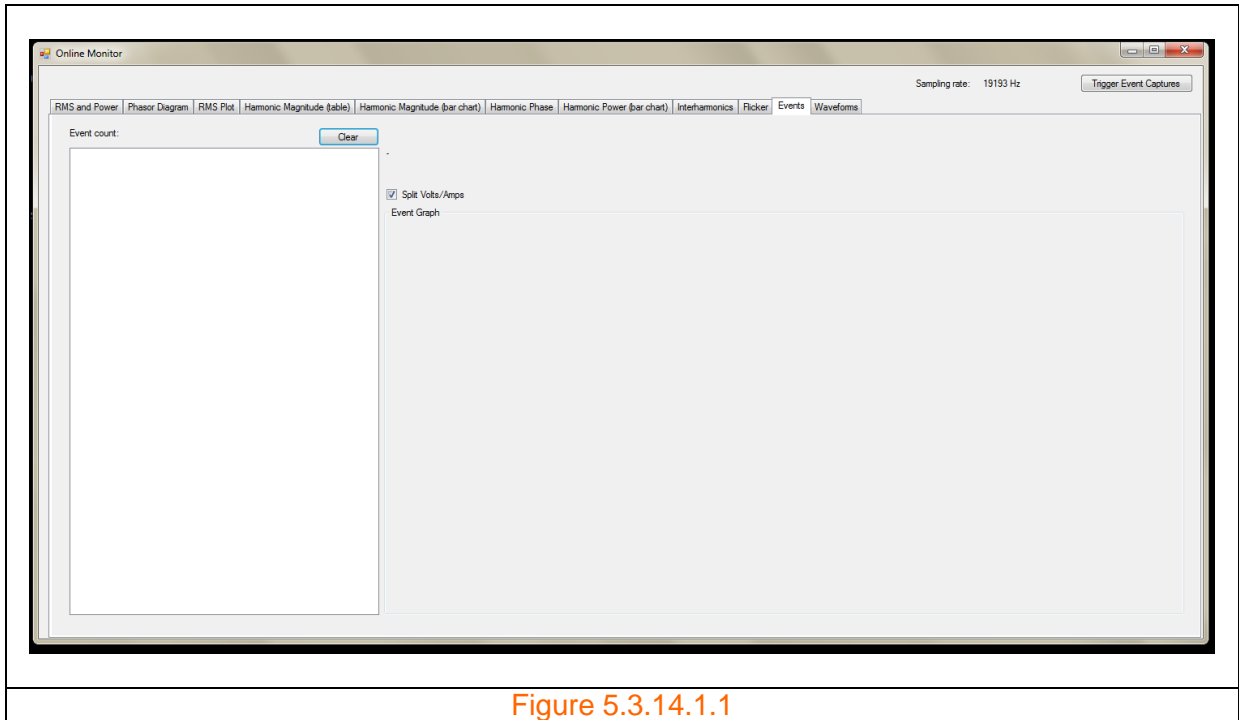 Online Monitor
Sampling rate: 19193 Hz
Trigger Event Captures
RMS and Power Phasor Diagram RMS Plot Harmonic Magnitude (table) Harmonic Magnitude (bar chart) Harmonic Phase Harmonic Power (bar chart) Interharmonics Flicker Events Waveforms
Event count:
Clear
-
Split Volts/Amps
Event Graph
Figure 5.3.14.1.1